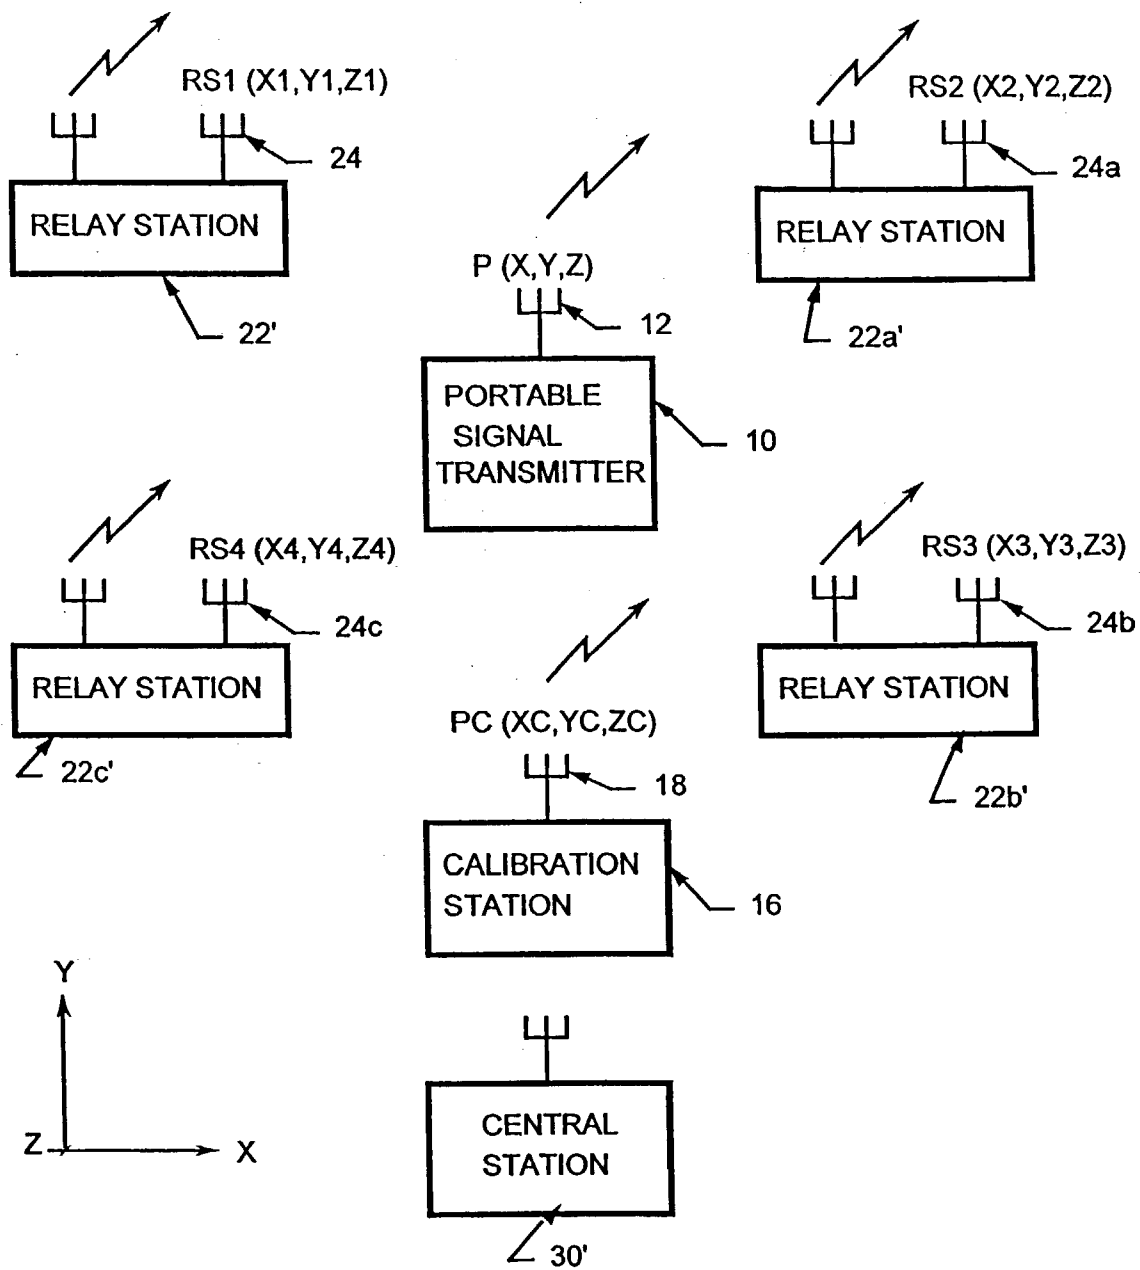 RS1 (X1,Y1,Z1)
24
RELAY STATION
22'
RS2 (X2,Y2,Z2)
24a
RELAY STATION
22a'
P (X,Y,Z)
12
PORTABLE
SIGNAL
TRANSMITTER
10
RS4 (X4,Y4,Z4)
24c
RELAY STATION
22c'
RS3 (X3,Y3,Z3)
24b
RELAY STATION
22b'
PC (XC,YC,ZC)
18
CALIBRATION
STATION
16
Y
Z
X
CENTRAL
STATION
30'